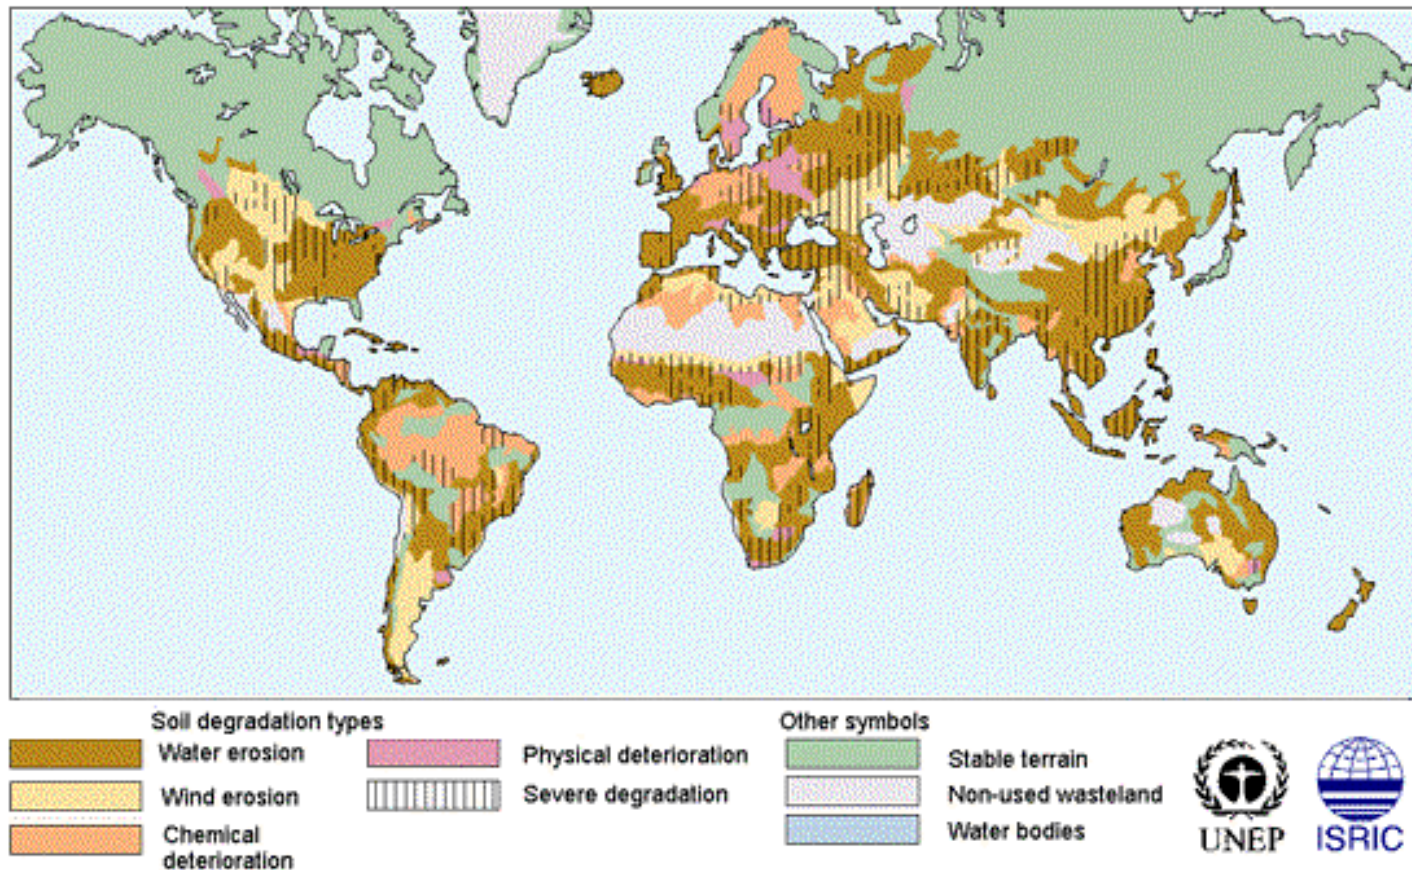 Soil degradation types
Water erosion
Wind erosion
Chemical
deterioration
Physical deterioration
Severe degradation
Other symbols
Stable terrain
Non-used wasteland
Water bodies
UNEP
ISRIC